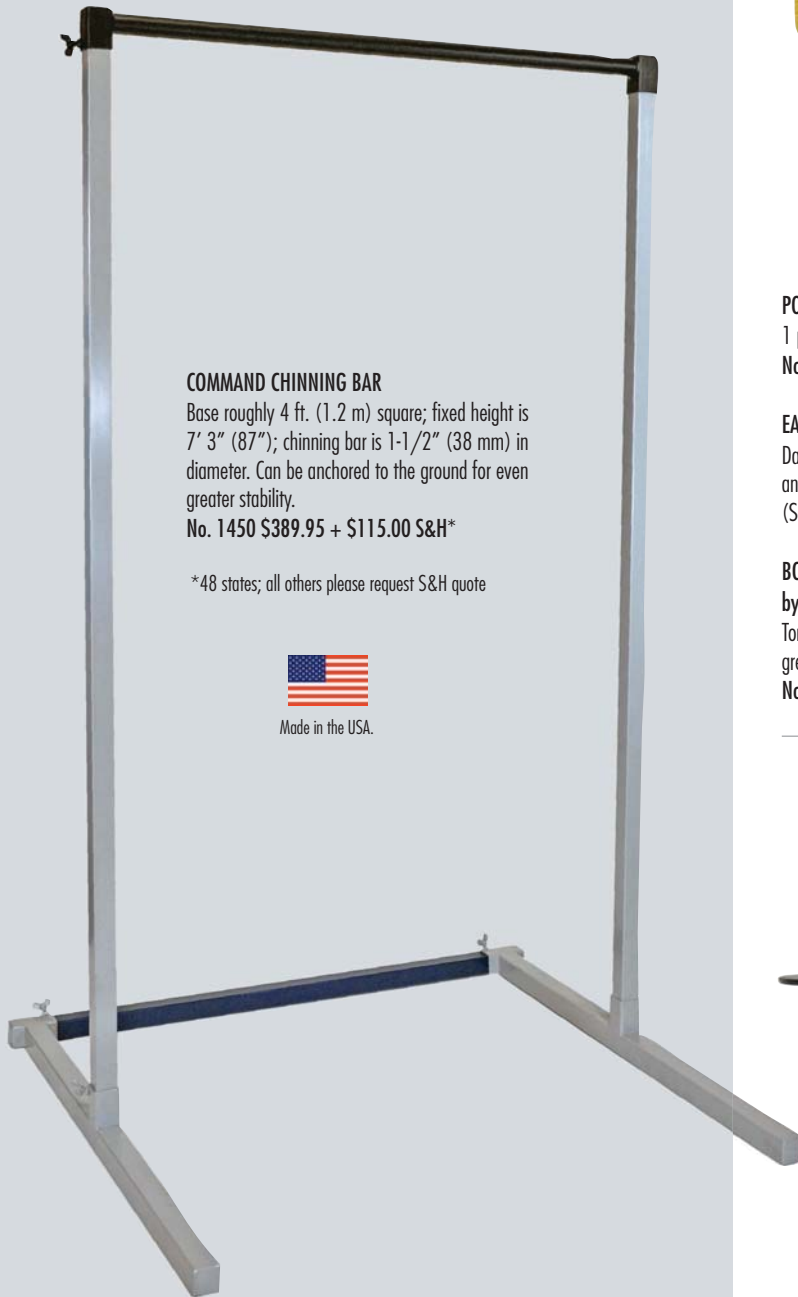 COMMAND CHINNING BAR
Base roughly 4 ft. (1.2 m) square; fixed height is
7’ 3” (87”); chinning bar is 1-1/2” (38 mm) in
diameter. Can be anchored to the ground for even
greater stability.
No. 1450 $389.95 + $115.00 S&H*
*48 states; all others please request S&H quote
Made in the USA.
1
by